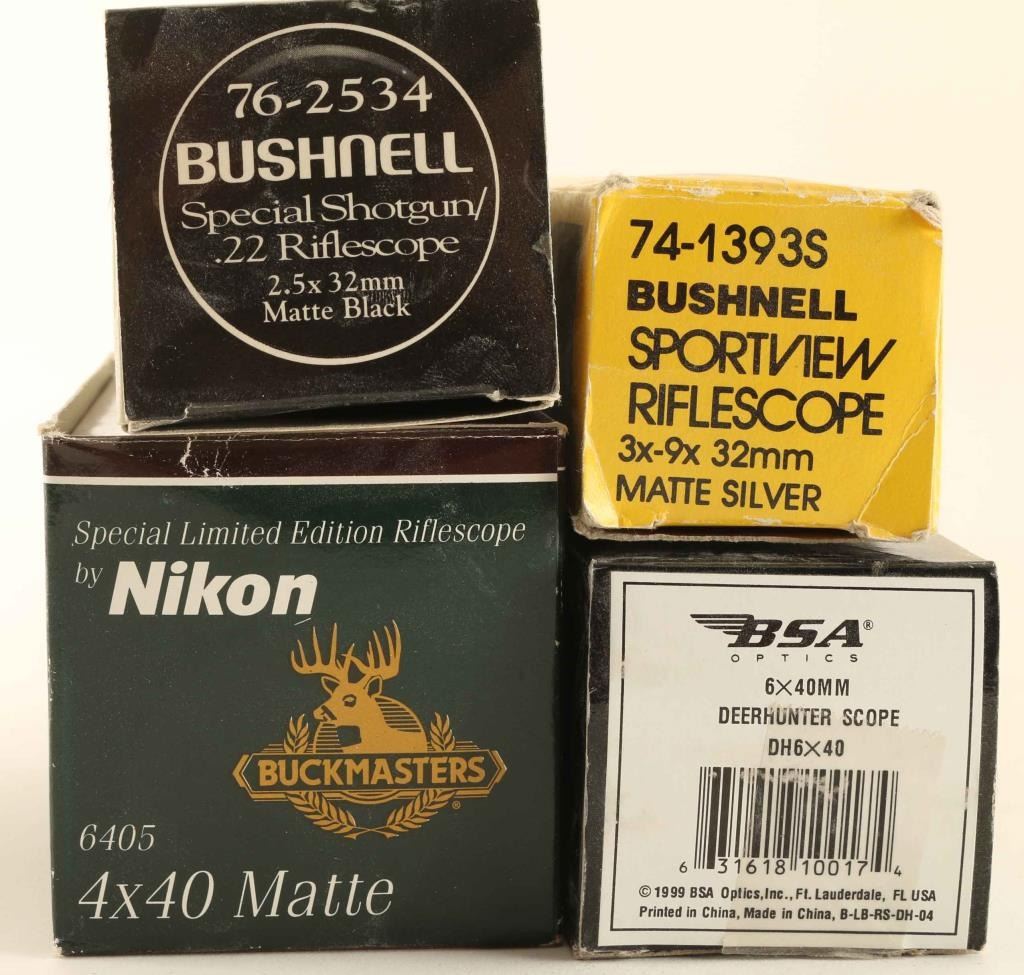 76-2534
BUSHNELL
Special Shotgun/
.22 Riflescope
2.5x 32mm
Matte Black
74-1393S
BUSHNELL
SPORTVIEW
RIFLESCOPE
3x-9x 32mm
MATTE SILVER
Special Limited Edition Riflescope
by Nikon
BUCKMASTERS®
6405
4x40 Matte
BSA®
OPTICS
6×40MM
DEERHUNTER SCOPE
DH6×40
6 31618 10017 4
© 1999 BSA Optics, Inc., Ft. Lauderdale, FL USA
Printed in China, Made in China, B-LB-RS-DH-04